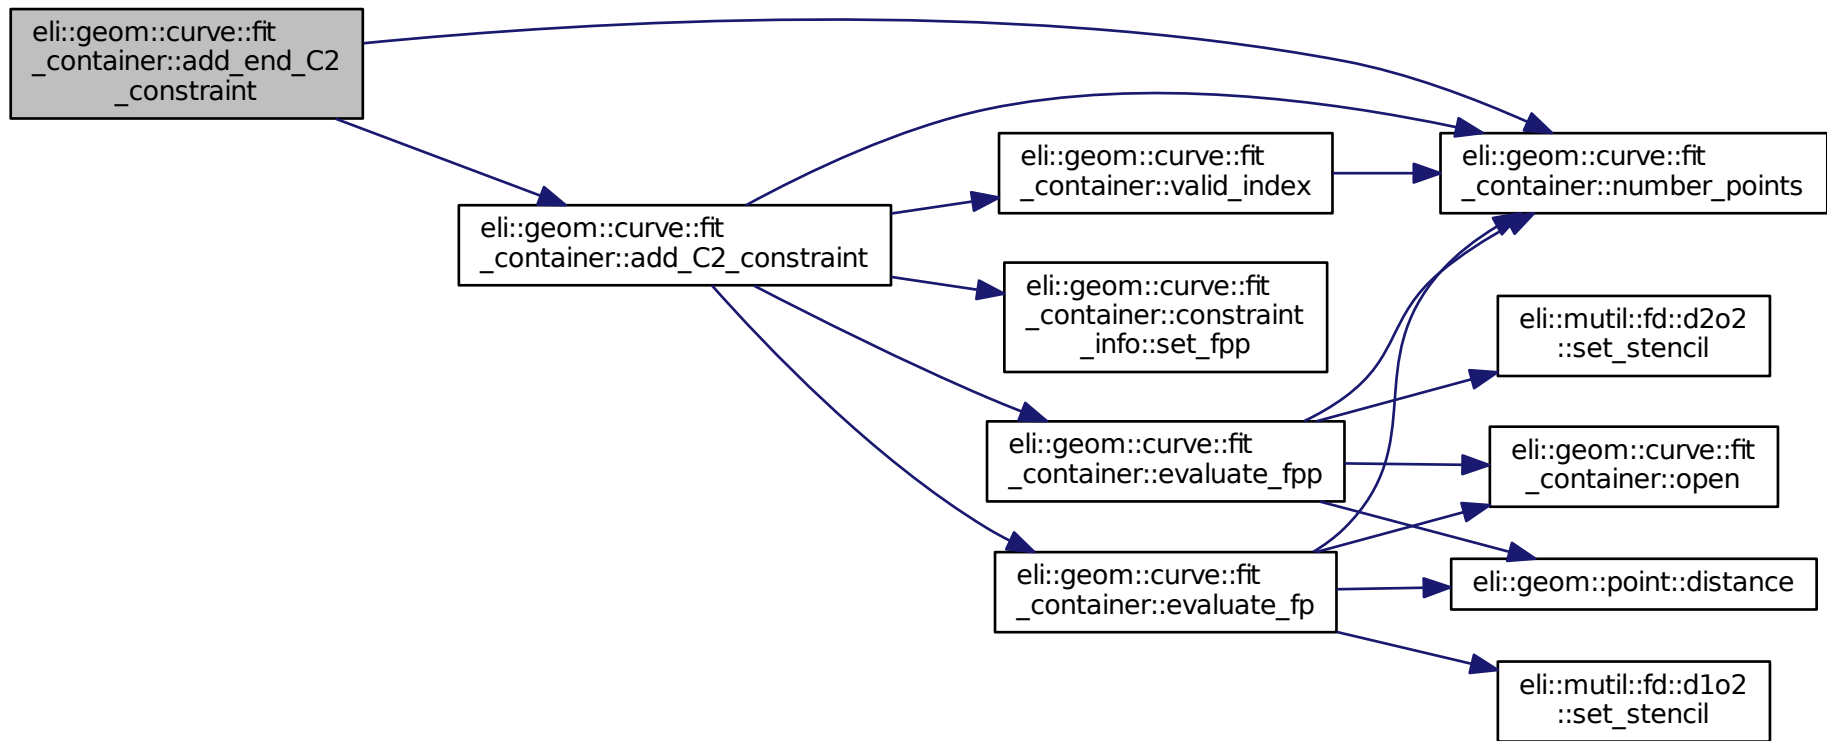 eli::geom::curve::fit
_container::add_end_C2
_constraint
eli::geom::curve::fit
_container::add_C2_constraint
eli::geom::curve::fit
_container::valid_index
eli::geom::curve::fit
_container::constraint
_info::set_fpp
eli::geom::curve::fit
_container::evaluate_fpp
eli::geom::curve::fit
_container::evaluate_fp
eli::geom::curve::fit
_container::number_points
eli::mutil::fd::d2o2
::set_stencil
eli::geom::curve::fit
_container::open
eli::geom::point::distance
eli::mutil::fd::d1o2
::set_stencil